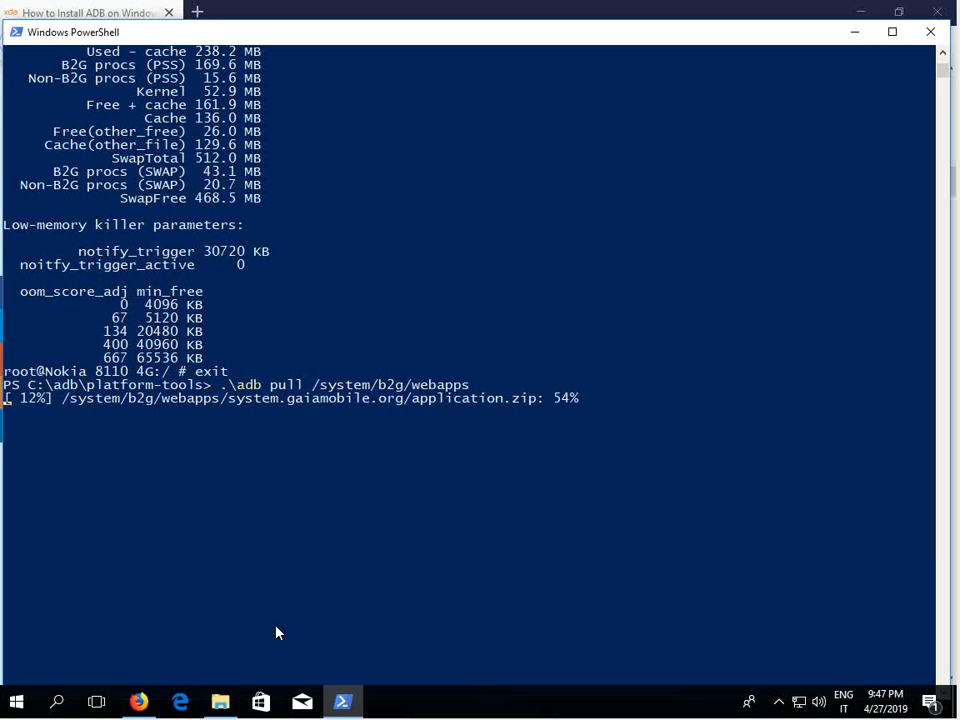 xda How to Install ADB on Window
Windows PowerShell
Used - cache 238.2 MB
B2G procs (PSS) 169.6 MB
Non-B2G procs (PSS) 15.6 MB
Kernel 52.9 MB
Free + cache 161.9 MB
Cache 136.0 MB
Free(other_free) 26.0 MB
Cache(other_file) 129.6 MB
SwapTotal 512.0 MB
B2G procs (SWAP) 43.1 MB
Non-B2G procs (SWAP) 20.7 MB
SwapFree 468.5 MB
Low-memory killer parameters:
notify_trigger 30720 KB
noitfy_trigger_active 0
oom_score_adj min_free
0 4096 KB
67 5120 KB
134 20480 KB
400 40960 KB
667 65536 KB
root@Nokia 8110 4G:/ # exit
PS C:\adb\platform-tools> .\adb pull /system/b2g/webapps
[ 12%] /system/b2g/webapps/system.gaiamobile.org/application.zip: 54%
ENG 9:47 PM
IT 4/27/2019
1